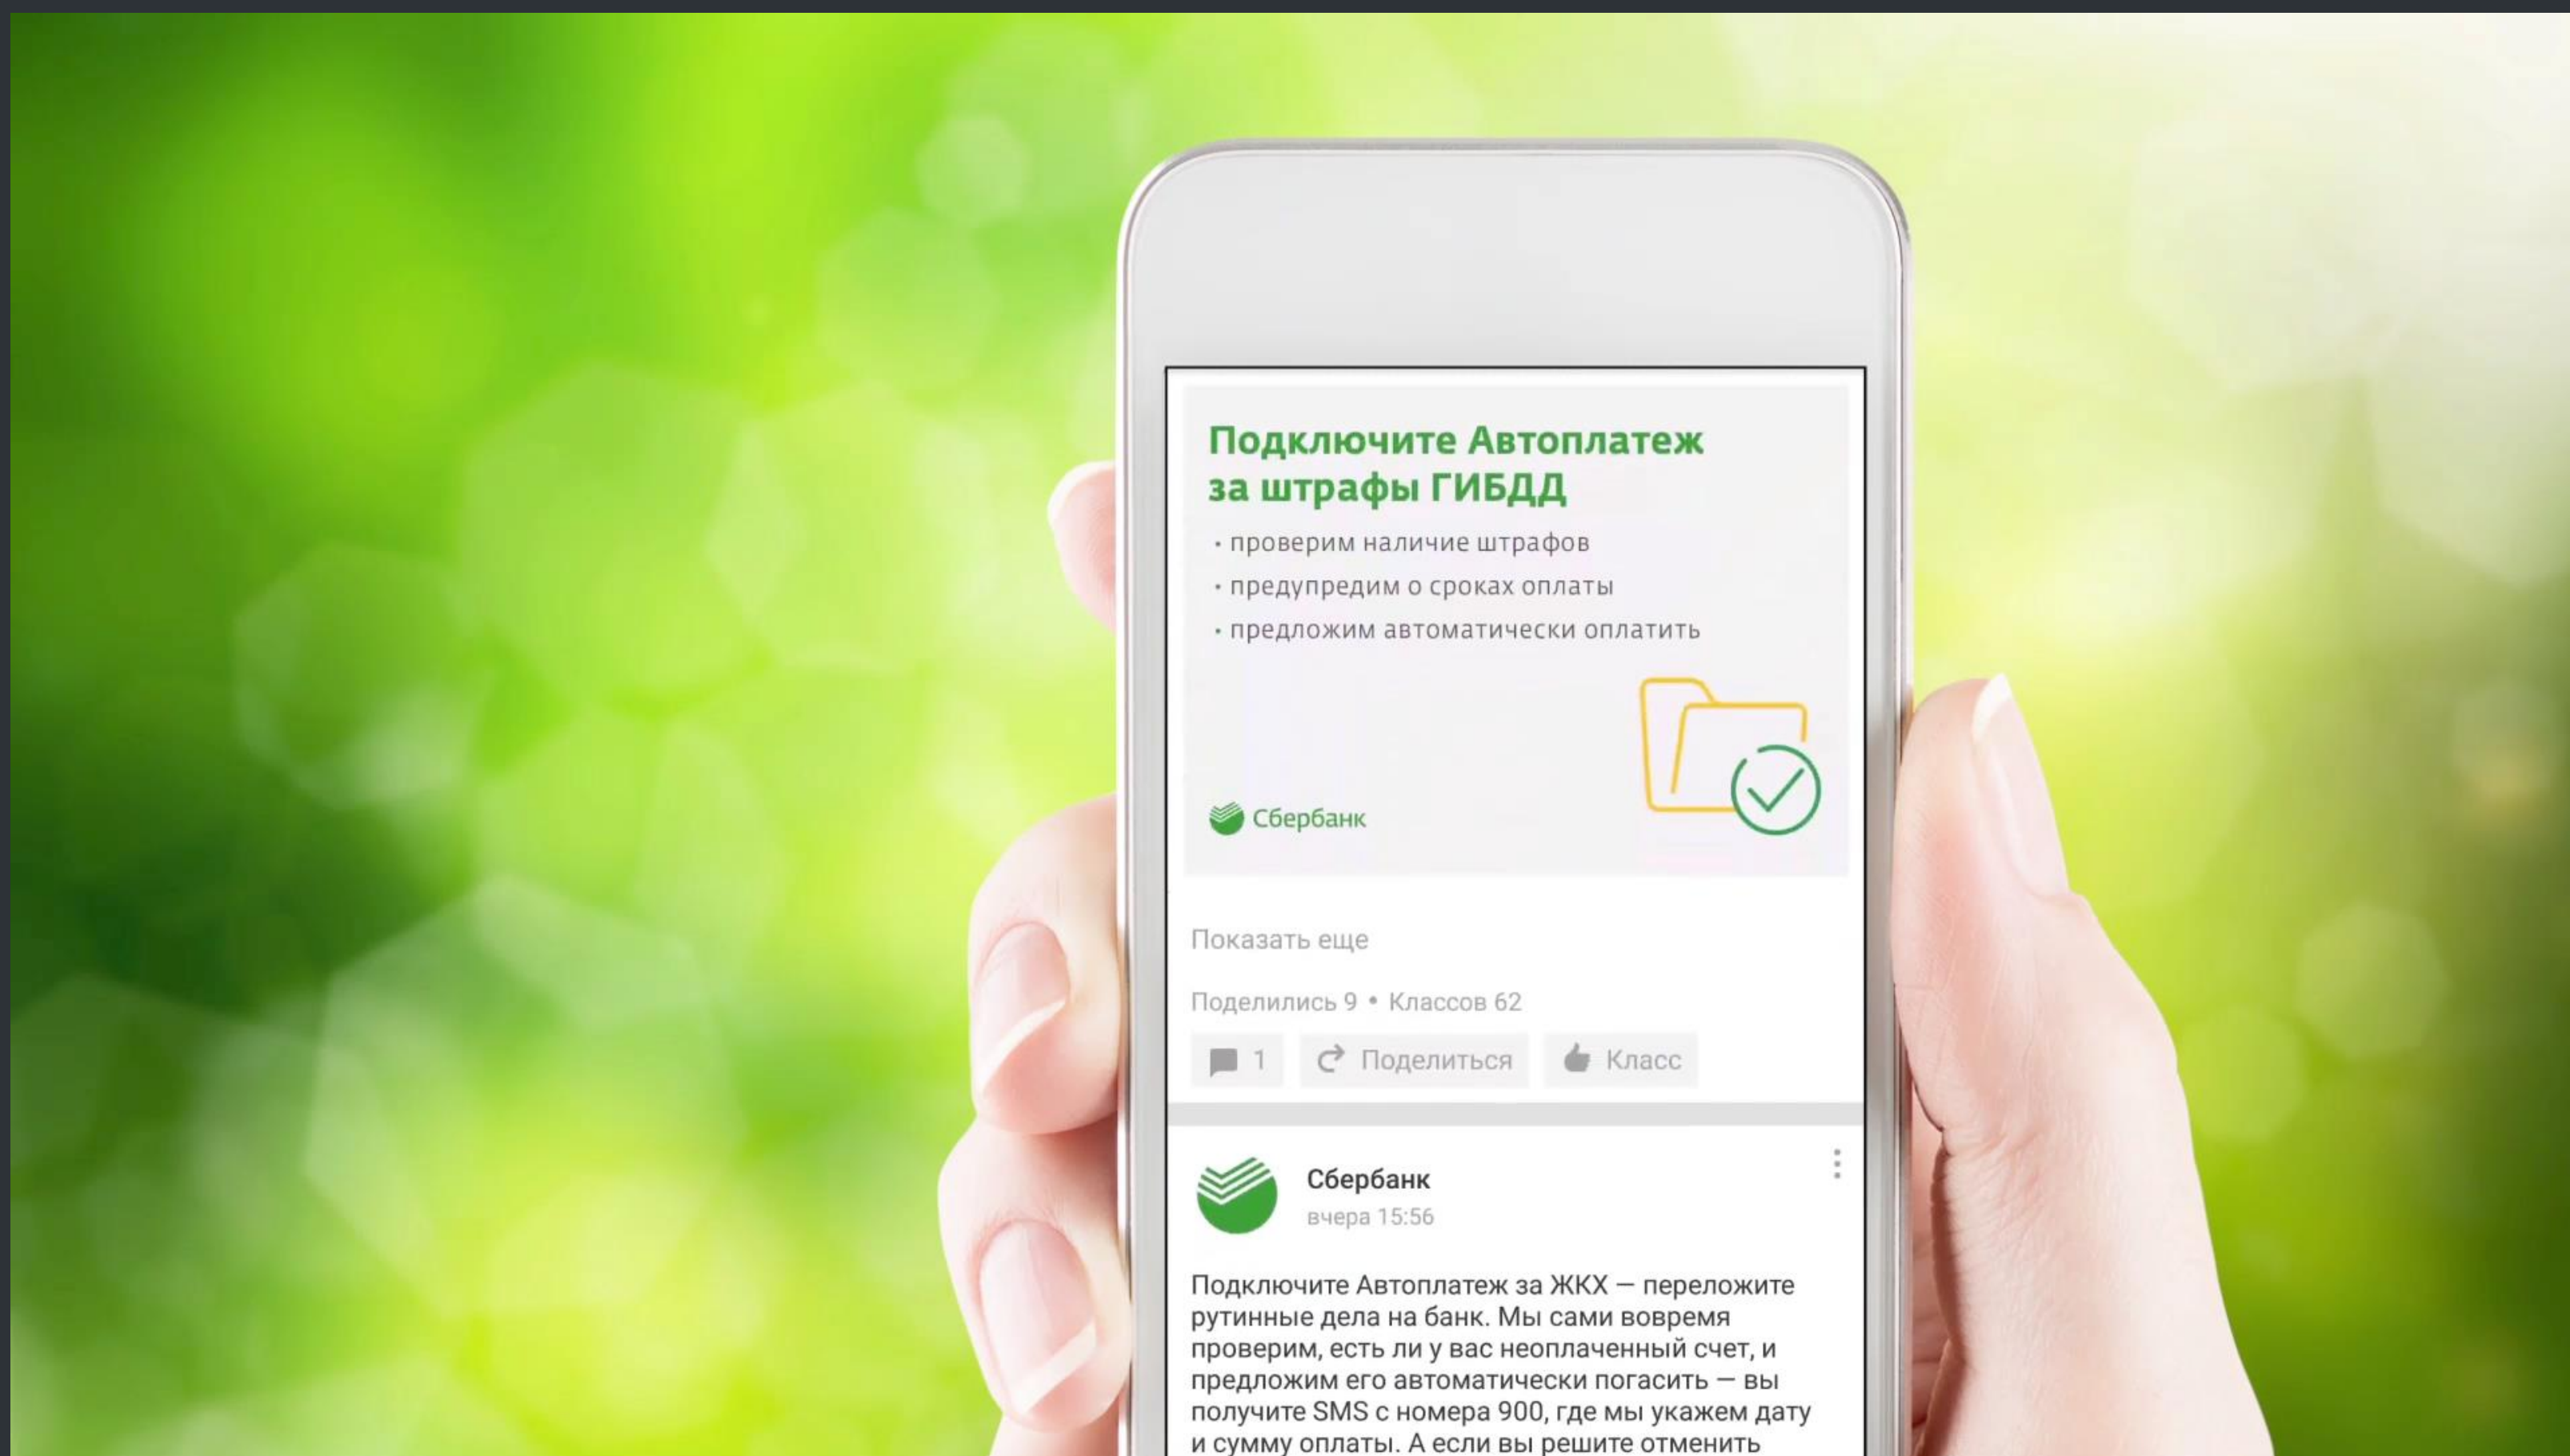 Подключите Автоплатеж
за штрафы ГИБДД
• проверим наличие штрафов
• предупредим о сроках оплаты
• предложим автоматически оплатить
Сбербанк
Показать еще
Поделились 9 • Классов 62
1 Поделиться Класс
Сбербанк
вчера 15:56
Подключите Автоплатеж за ЖКХ — переложите
рутинные дела на банк. Мы сами вовремя
проверим, есть ли у вас неоплаченный счет, и
предложим его автоматически погасить — вы
получите SMS с номера 900, где мы укажем дату
и сумму оплаты. А если вы решите отменить